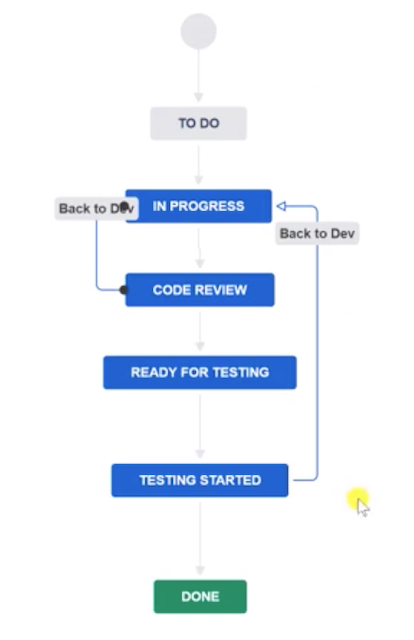 TO DO
Back to Dev
IN PROGRESS
Back to Dev
CODE REVIEW
READY FOR TESTING
TESTING STARTED
DONE